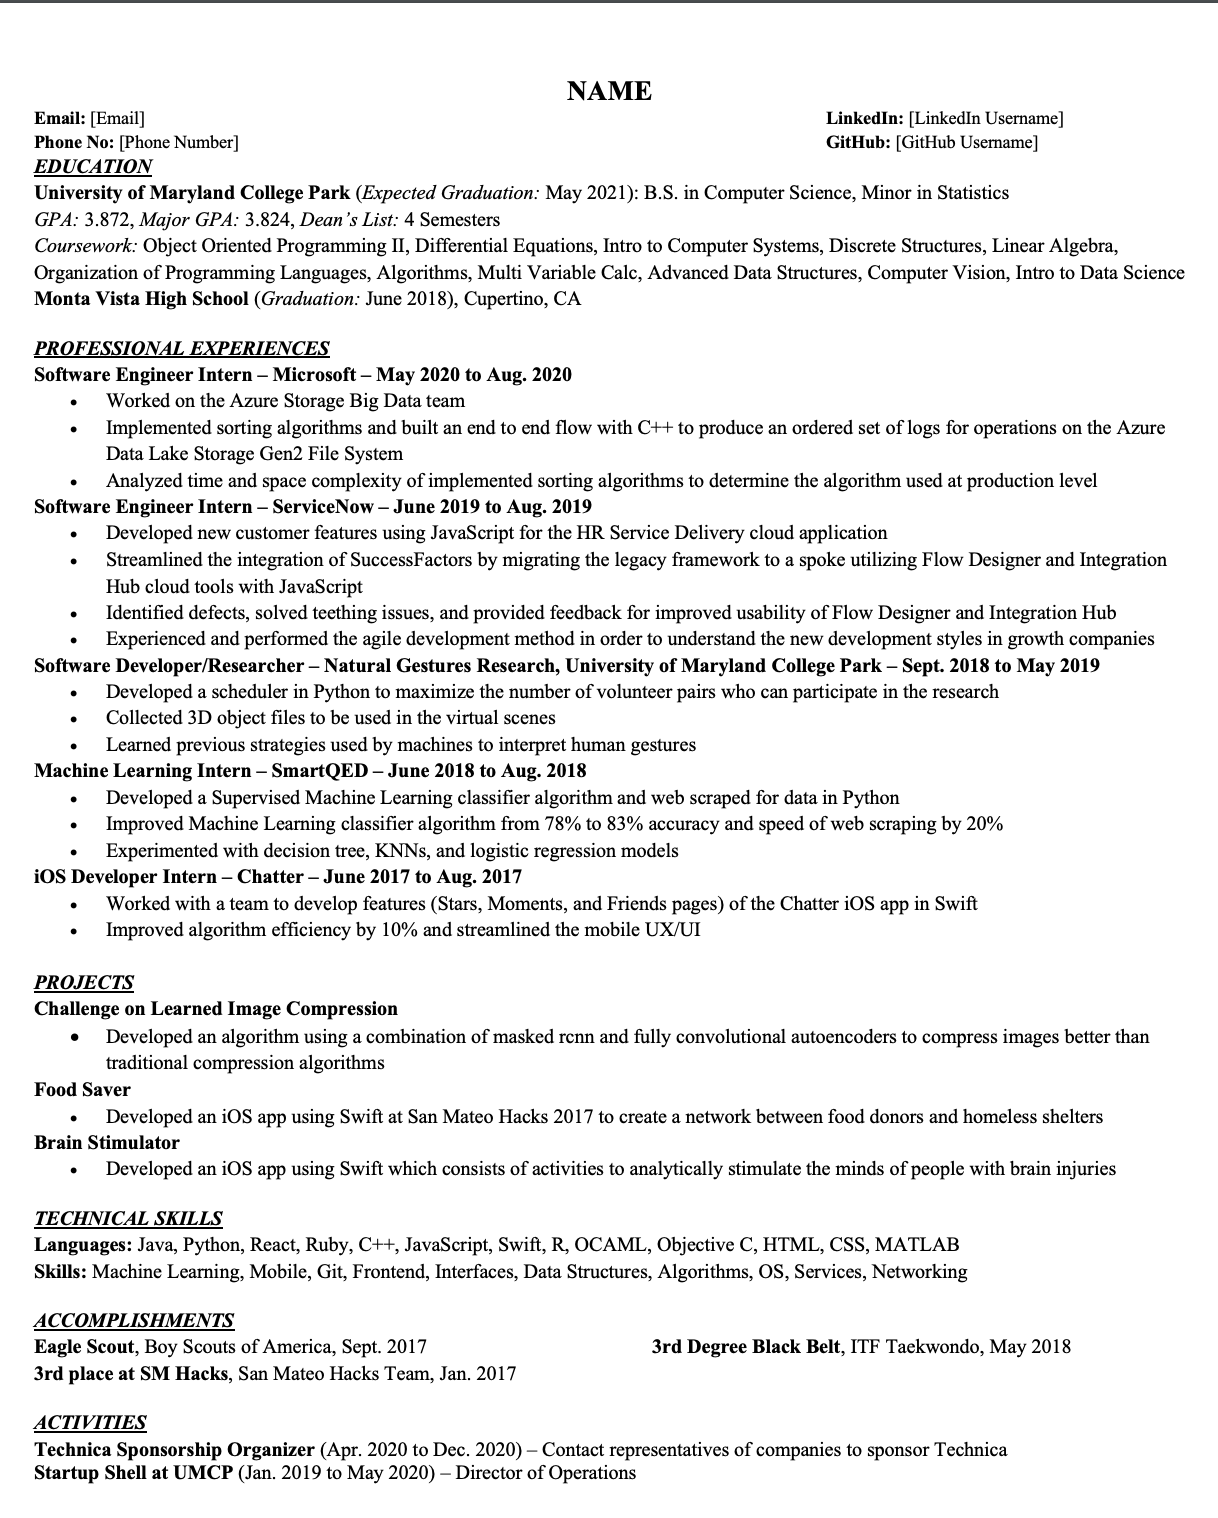 NAME
Email: [Email] LinkedIn: [LinkedIn Username]
Phone No: [Phone Number] GitHub: [GitHub Username]
EDUCATION
University of Maryland College Park (Expected Graduation: May 2021): B.S. in Computer Science, Minor in Statistics
GPA: 3.872, Major GPA: 3.824, Dean’s List: 4 Semesters
Coursework: Object Oriented Programming II, Differential Equations, Intro to Computer Systems, Discrete Structures, Linear Algebra,
Organization of Programming Languages, Algorithms, Multi Variable Calc, Advanced Data Structures, Computer Vision, Intro to Data Science
Monta Vista High School (Graduation: June 2018), Cupertino, CA
PROFESSIONAL EXPERIENCES
Software Engineer Intern – Microsoft – May 2020 to Aug. 2020
• Worked on the Azure Storage Big Data team
• Implemented sorting algorithms and built an end to end flow with C++ to produce an ordered set of logs for operations on the Azure
Data Lake Storage Gen2 File System
• Analyzed time and space complexity of implemented sorting algorithms to determine the algorithm used at production level
Software Engineer Intern – ServiceNow – June 2019 to Aug. 2019
• Developed new customer features using JavaScript for the HR Service Delivery cloud application
• Streamlined the integration of SuccessFactors by migrating the legacy framework to a spoke utilizing Flow Designer and Integration
Hub cloud tools with JavaScript
• Identified defects, solved teething issues, and provided feedback for improved usability of Flow Designer and Integration Hub
• Experienced and performed the agile development method in order to understand the new development styles in growth companies
Software Developer/Researcher – Natural Gestures Research, University of Maryland College Park – Sept. 2018 to May 2019
• Developed a scheduler in Python to maximize the number of volunteer pairs who can participate in the research
• Collected 3D object files to be used in the virtual scenes
• Learned previous strategies used by machines to interpret human gestures
Machine Learning Intern – SmartQED – June 2018 to Aug. 2018
• Developed a Supervised Machine Learning classifier algorithm and web scraped for data in Python
• Improved Machine Learning classifier algorithm from 78% to 83% accuracy and speed of web scraping by 20%
• Experimented with decision tree, KNNs, and logistic regression models
iOS Developer Intern – Chatter – June 2017 to Aug. 2017
• Worked with a team to develop features (Stars, Moments, and Friends pages) of the Chatter iOS app in Swift
• Improved algorithm efficiency by 10% and streamlined the mobile UX/UI
PROJECTS
Challenge on Learned Image Compression
• Developed an algorithm using a combination of masked rcnn and fully convolutional autoencoders to compress images better than
traditional compression algorithms
Food Saver
• Developed an iOS app using Swift at San Mateo Hacks 2017 to create a network between food donors and homeless shelters
Brain Stimulator
• Developed an iOS app using Swift which consists of activities to analytically stimulate the minds of people with brain injuries
TECHNICAL SKILLS
Languages: Java, Python, React, Ruby, C++, JavaScript, Swift, R, OCAML, Objective C, HTML, CSS, MATLAB
Skills: Machine Learning, Mobile, Git, Frontend, Interfaces, Data Structures, Algorithms, OS, Services, Networking
ACCOMPLISHMENTS
Eagle Scout, Boy Scouts of America, Sept. 2017 3rd Degree Black Belt, ITF Taekwondo, May 2018
3rd place at SM Hacks, San Mateo Hacks Team, Jan. 2017
ACTIVITIES
Technica Sponsorship Organizer (Apr. 2020 to Dec. 2020) – Contact representatives of companies to sponsor Technica
Startup Shell at UMCP (Jan. 2019 to May 2020) – Director of Operations